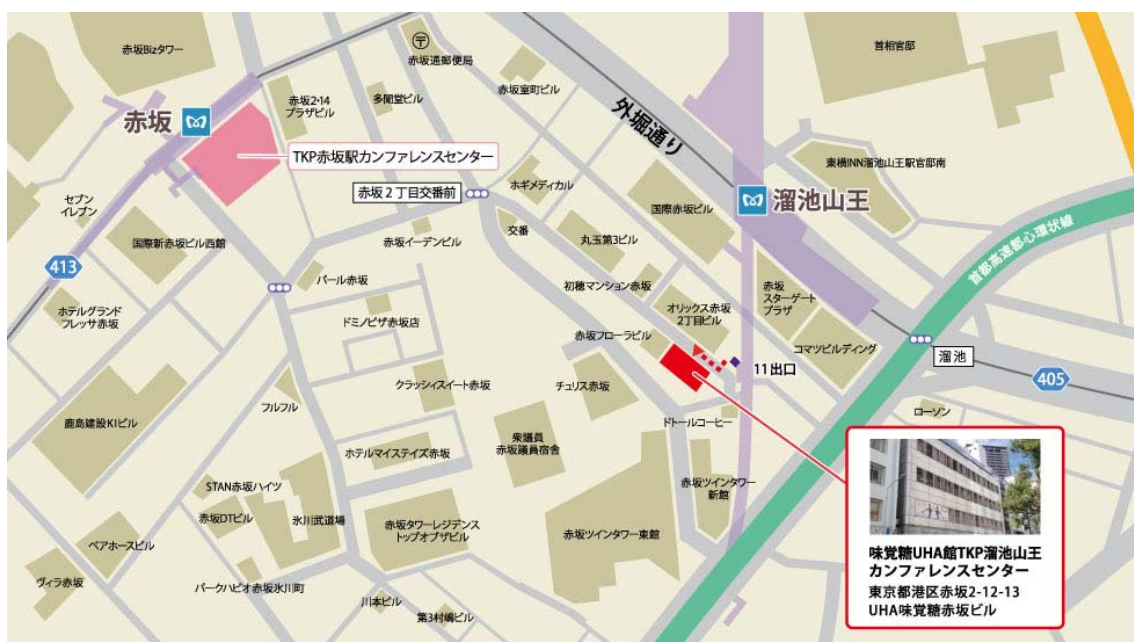 赤坂Bizタワー
赤坂通郵便局
首相官邸
赤坂2・14
プラザビル
多聞堂ビル
赤坂室町ビル
外堀通り
赤坂
TKP赤坂駅カンファレンスセンター
東横INN溜池山王駅官邸南
赤坂2丁目交番前
ホギメディカル
溜池山王
セブン
イレブン
国際赤坂ビル
交番
国際新赤坂ビル西館
赤坂イーデンビル
丸玉第3ビル
首都高速都心環状線
413
パール赤坂
初穂マンション赤坂
赤坂
スターゲート
プラザ
ホテルグランド
フレッサ赤坂
ドミノピザ赤坂店
オリックス赤坂
2丁目ビル
赤坂フローラビル
コマツビルディング
溜池
11出口
405
クラッシィスイート赤坂
チュリス赤坂
フルフル
ローソン
鹿島建設KIビル
ドトールコーヒー
衆議員
赤坂議員宿舎
ホテルマイステイズ赤坂
STAN赤坂ハイツ
赤坂ツインタワー
新館
赤坂DTビル
氷川武道場
赤坂タワーレジデンス
トップオブザビル
赤坂ツインタワー東館
ベアホースビル
味覚糖UHA館TKP溜池山王
カンファレンスセンター
東京都港区赤坂2-12-13
UHA味覚糖赤坂ビル
ヴィラ赤坂
パークハビオ赤坂氷川町
川本ビル
第3村嶋ビル